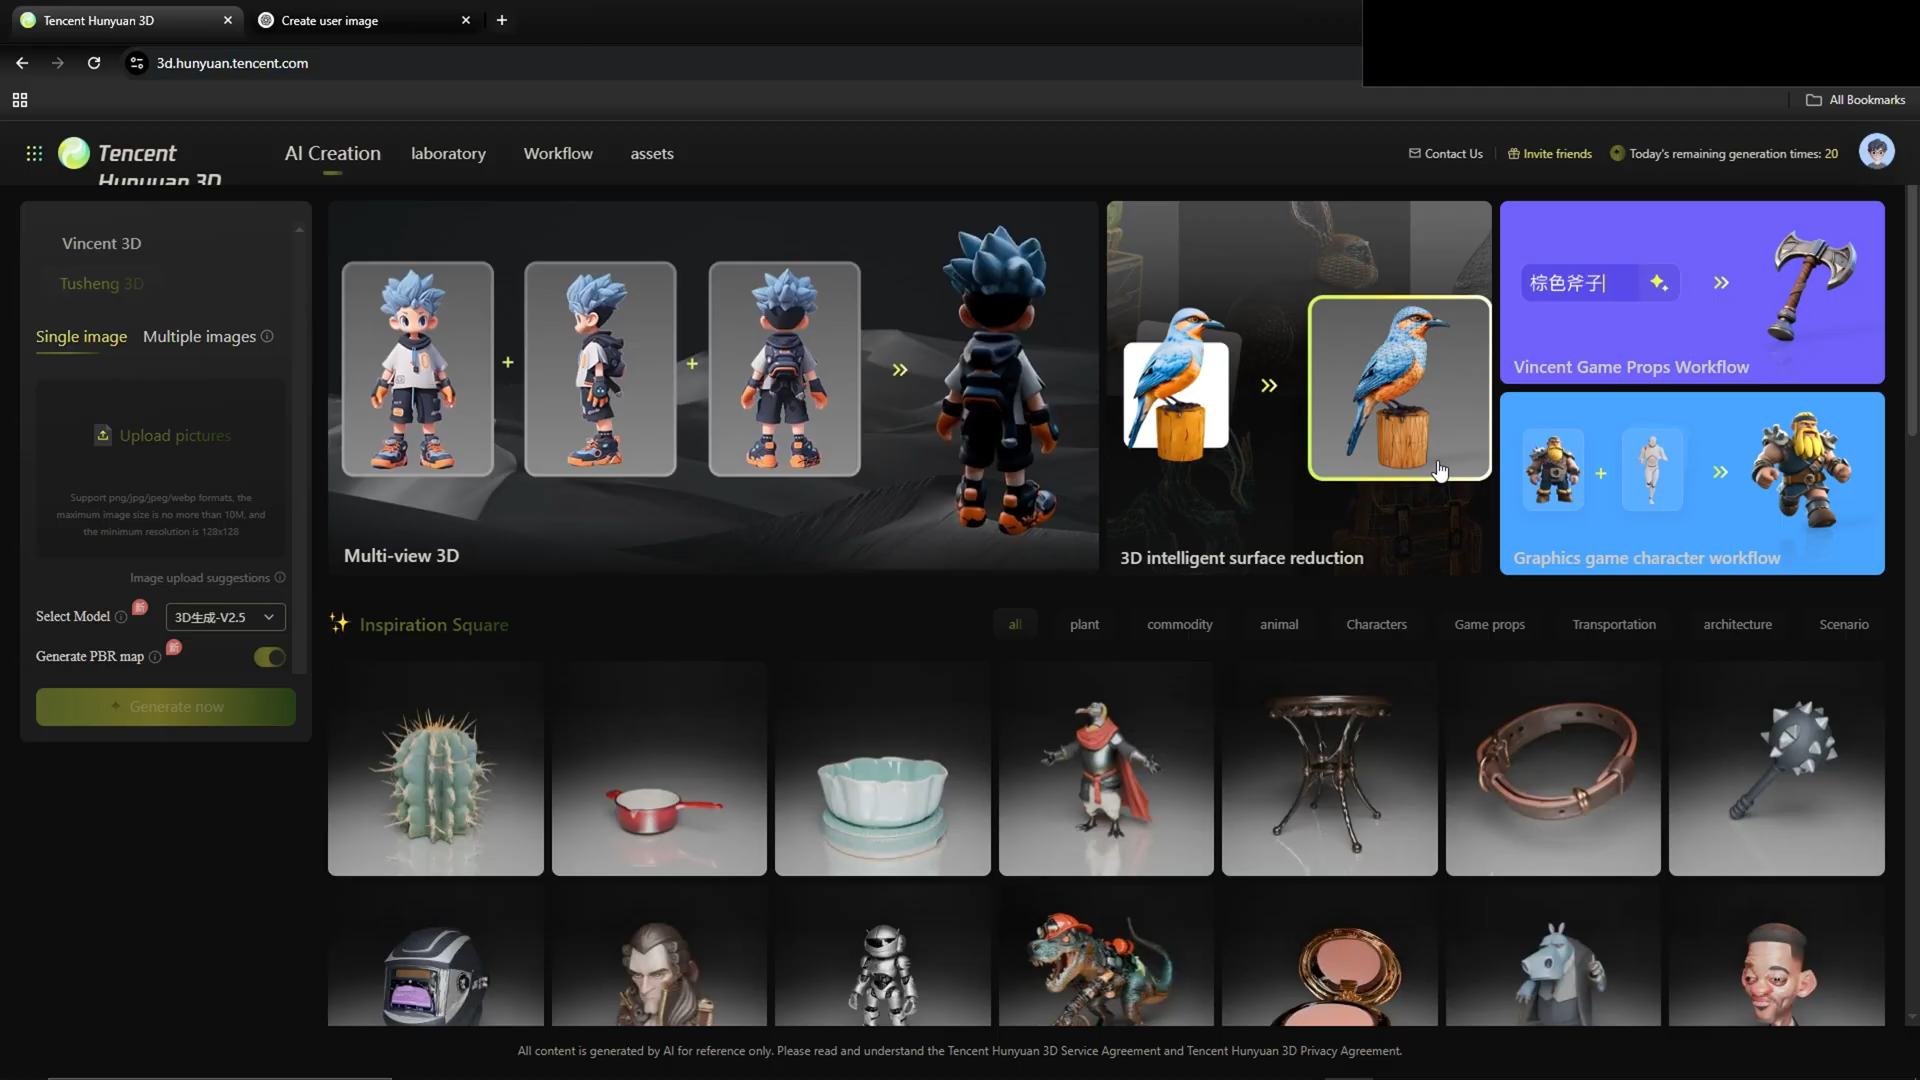 Tencent Hunyuan 3D
Create user image
3d.hunyuan.tencent.com
All Bookmarks
Tencent
Hunyuan 3D
AI Creation
laboratory
Workflow
assets
Contact Us
Invite friends
Today's remaining generation times: 20
Vincent 3D
Tusheng 3D
Single image
Multiple images
Upload pictures
Support png/jpg/jpeg/webp formats, the
maximum image size is no more than 10M, and
the minimum resolution is 128x128
Image upload suggestions
Select Model
新
3D生成-V2.5
Generate PBR map
新
Generate now
Multi-view 3D
3D intelligent surface reduction
棕色斧子
Vincent Game Props Workflow
Graphics game character workflow
Inspiration Square
all
plant
commodity
animal
Characters
Game props
Transportation
architecture
Scenario
All content is generated by AI for reference only. Please read and understand the Tencent Hunyuan 3D Service Agreement and Tencent Hunyuan 3D Privacy Agreement.